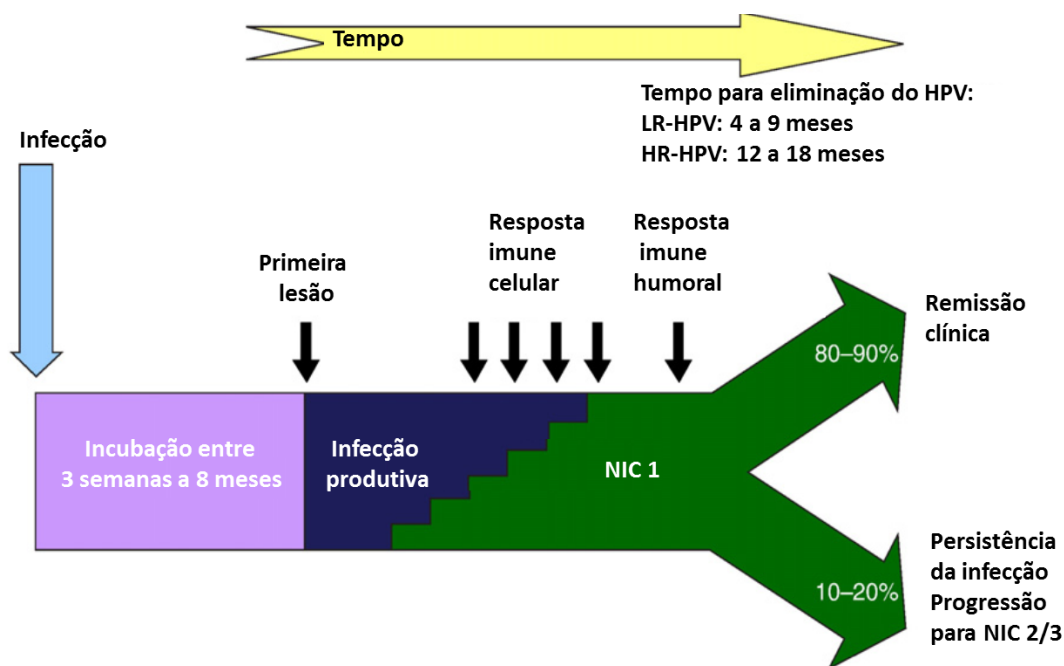 Tempo
Tempo para eliminação do HPV:
LR-HPV: 4 a 9 meses
HR-HPV: 12 a 18 meses
Infecção
Primeira
lesão
Resposta
imune
celular
Resposta
imune
humoral
Incubação entre
3 semanas a 8 meses
Infecção
produtiva
NIC 1
80–90%
Remissão
clínica
10–20%
Persistência
da infecção
Progressão
para NIC 2/3